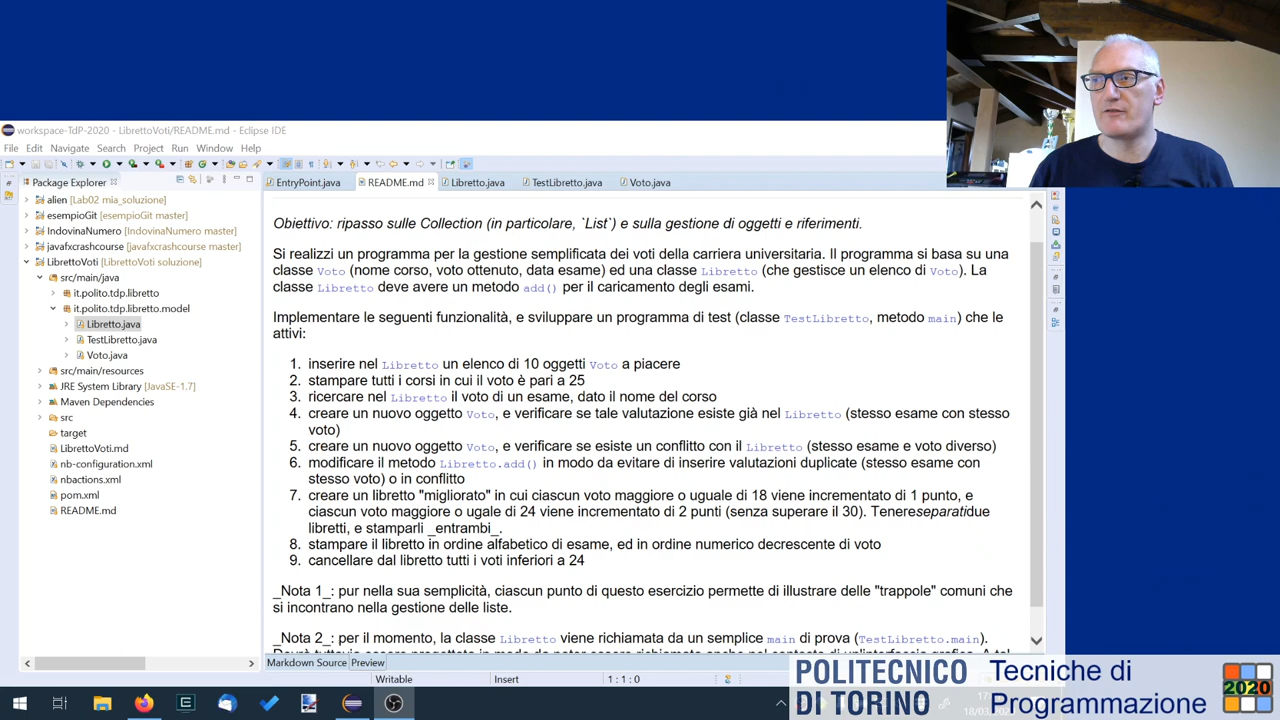 workspace-TdP-2020 - LibrettoVoti/README.md - Eclipse IDE
File Edit Navigate Search Project Run Window Help
Package Explorer
EntryPoint.java README.md Libretto.java TestLibretto.java Voto.java
alien [Lab02 mia_soluzione]
esempioGit [esempioGit master]
IndovinaNumero [IndovinaNumero master]
javafxcrashcourse [javafxcrashcourse master]
LibrettoVoti [LibrettoVoti soluzione]
src/main/java
it.polito.tdp.libretto
it.polito.tdp.libretto.model
Libretto.java
TestLibretto.java
Voto.java
src/main/resources
JRE System Library [JavaSE-1.7]
Maven Dependencies
src
target
LibrettoVoti.md
nb-configuration.xml
nbactions.xml
pom.xml
README.md
Obiettivo: ripasso sulle Collection (in particolare, `List`) e sulla gestione di oggetti e riferimenti.
Si realizzi un programma per la gestione semplificata dei voti della carriera universitaria. Il programma si basa su una
classe Voto (nome corso, voto ottenuto, data esame) ed una classe Libretto (che gestisce un elenco di Voto). La
classe Libretto deve avere un metodo add() per il caricamento degli esami.
Implementare le seguenti funzionalità, e sviluppare un programma di test (classe TestLibretto, metodo main) che le
attivi:
1. inserire nel Libretto un elenco di 10 oggetti Voto a piacere
2. stampare tutti i corsi in cui il voto è pari a 25
3. ricercare nel Libretto il voto di un esame, dato il nome del corso
4. creare un nuovo oggetto Voto, e verificare se tale valutazione esiste già nel Libretto (stesso esame con stesso
voto)
5. creare un nuovo oggetto Voto, e verificare se esiste un conflitto con il Libretto (stesso esame e voto diverso)
6. modificare il metodo Libretto.add() in modo da evitare di inserire valutazioni duplicate (stesso esame con
stesso voto) o in conflitto
7. creare un libretto "migliorato" in cui ciascun voto maggiore o uguale di 18 viene incrementato di 1 punto, e
ciascun voto maggiore o ugale di 24 viene incrementato di 2 punti (senza superare il 30). Tenereseparatidue
libretti, e stamparli _entrambi_.
8. stampare il libretto in ordine alfabetico di esame, ed in ordine numerico decrescente di voto
9. cancellare dal libretto tutti i voti inferiori a 24
_Nota 1_: pur nella sua semplicità, ciascun punto di questo esercizio permette di illustrare delle "trappole" comuni che
si incontrano nella gestione delle liste.
_Nota 2_: per il momento, la classe Libretto viene richiamata da un semplice main di prova (TestLibretto.main).
Markdown Source Preview
Writable Insert 1 : 1 : 0
POLITECNICO
DI TORINO
Tecniche di
Programmazione
2020